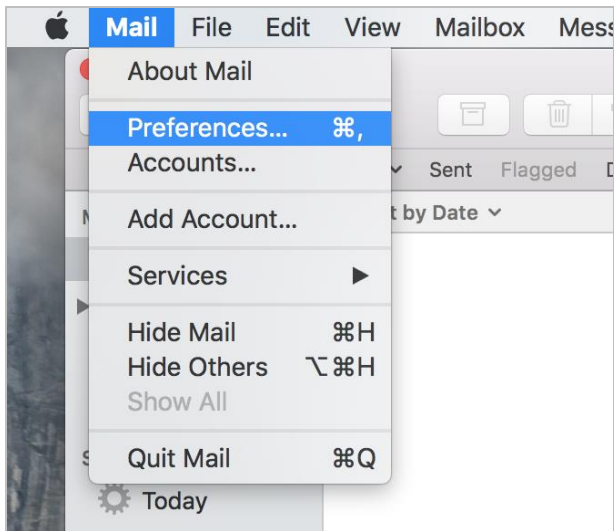 Mail File Edit View Mailbox
About Mail
Preferences... ⌘,
Accounts...
Sent Flagged
Add Account...
by Date
Services
Hide Mail ⌘H
Hide Others ⌥⌘H
Show All
Quit Mail ⌘Q
Today